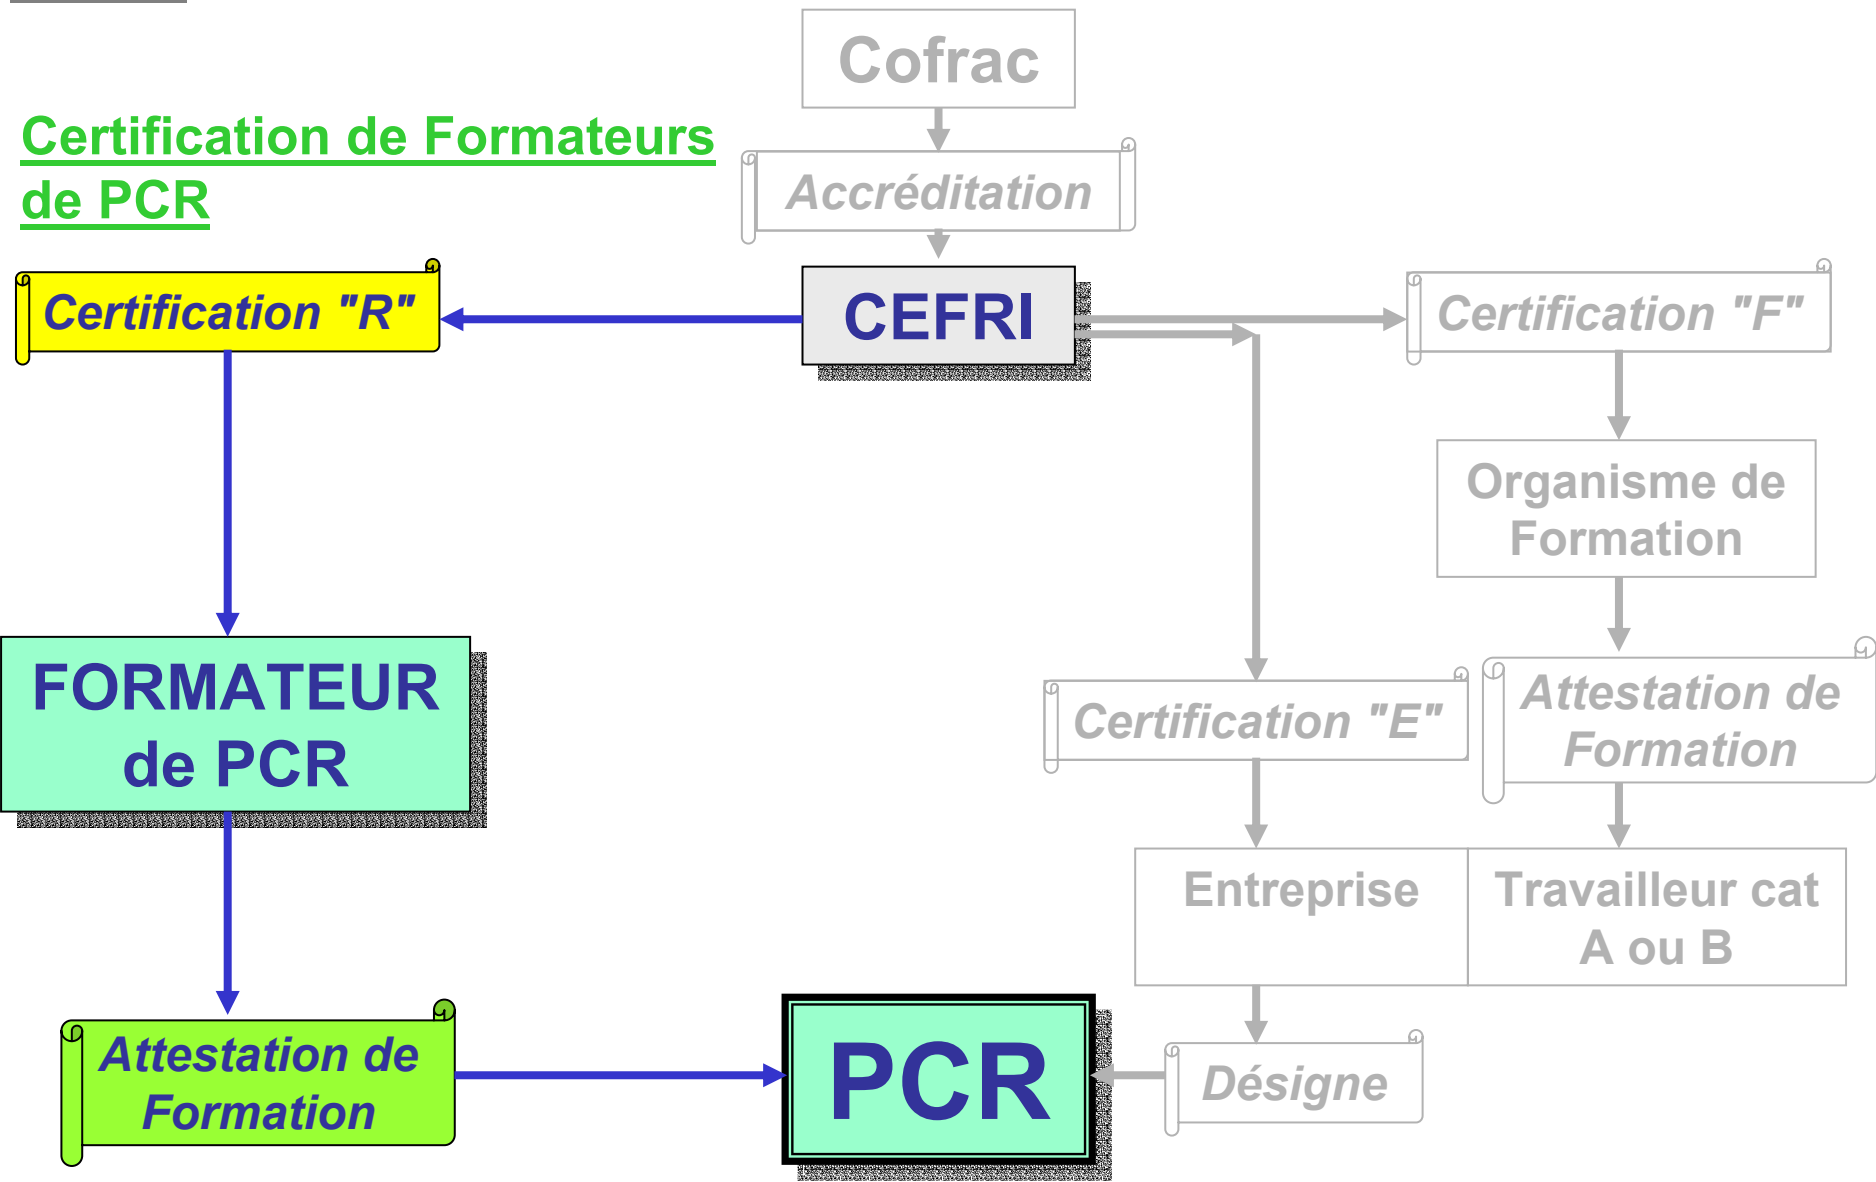 Cofrac
Certification de Formateurs
de PCR
Accréditation
Certification "R"
CEFRI
Certification "F"
Organisme de
Formation
FORMATEUR
de PCR
Certification "E"
Attestation de
Formation
Entreprise
Travailleur cat
A ou B
Attestation de
Formation
PCR
Désigne